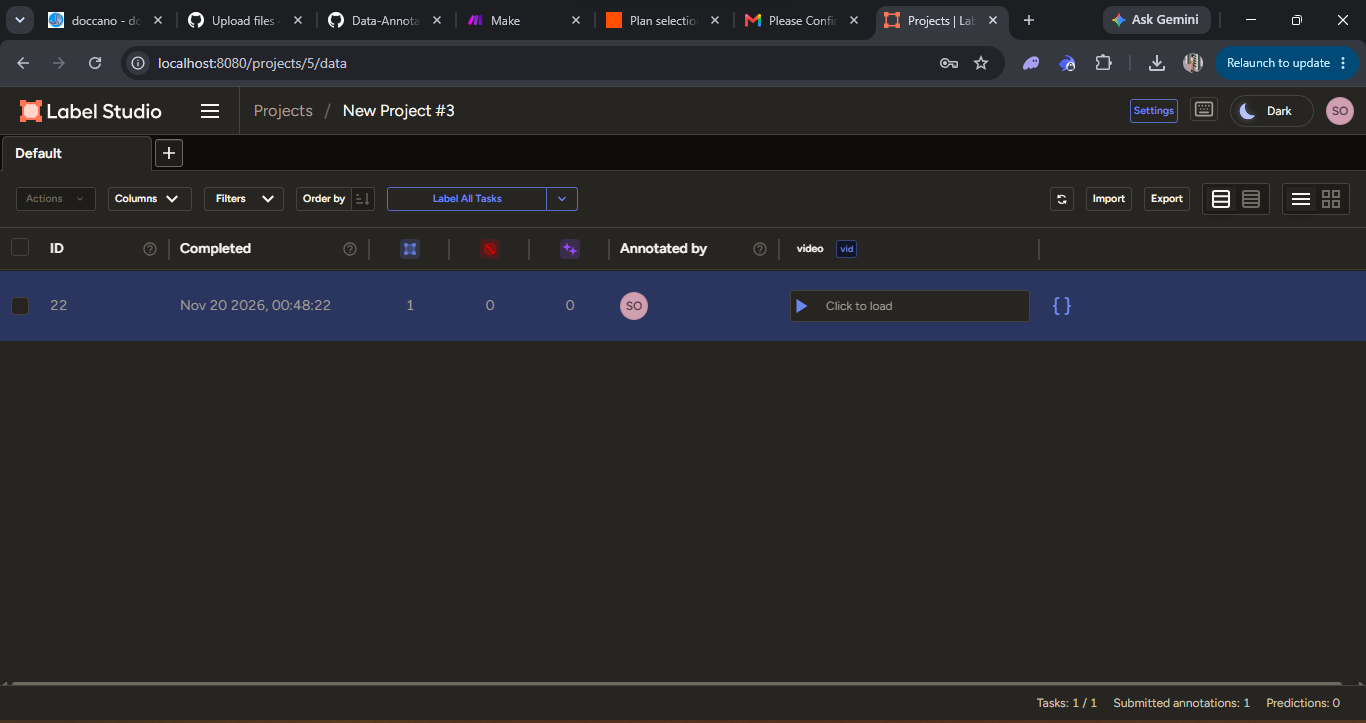 doccano - do
Upload files
Data-Annota
Make
Plan selectio
Please Confir
Projects | Lab
Ask Gemini
localhost:8080/projects/5/data
Relaunch to update
Label Studio
Projects / New Project #3
Settings
Dark
SO
Default
Actions
Columns
Filters
Order by
Label All Tasks
Import
Export
ID
Completed
Annotated by
video
vid
22
Nov 20 2026, 00:48:22
1
0
0
SO
Click to load
{ }
Tasks: 1 / 1
Submitted annotations: 1
Predictions: 0